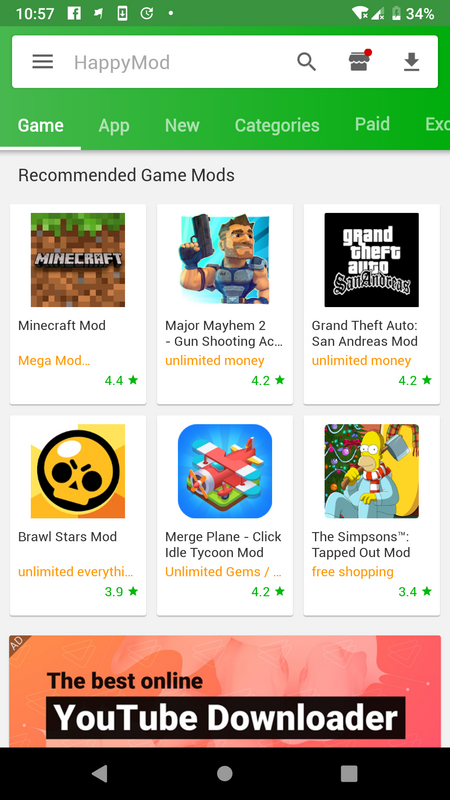 10:57
34%
HappyMod
Game
App
New
Categories
Paid
Exc
Recommended Game Mods
MINECRAFT
grand
theft
auto
SanAndreas
Minecraft Mod
Mega Mod...
4.4
Major Mayhem 2
- Gun Shooting Ac...
unlimited money
4.2
Grand Theft Auto:
San Andreas Mod
unlimited money
4.2
Brawl Stars Mod
unlimited everythi...
3.9
Merge Plane - Click
Idle Tycoon Mod
Unlimited Gems / ...
4.2
The Simpsons™:
Tapped Out Mod
free shopping
3.4
AD
The best online
YouTube Downloader